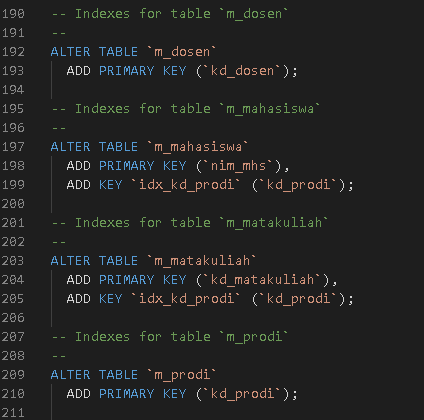 190 -- Indexes for table `m_dosen`
191 --
192 ALTER TABLE `m_dosen`
193 ADD PRIMARY KEY (`kd_dosen`);
194
195 -- Indexes for table `m_mahasiswa`
196 --
197 ALTER TABLE `m_mahasiswa`
198 ADD PRIMARY KEY (`nim_mhs`),
199 ADD KEY `idx_kd_prodi` (`kd_prodi`);
200
201 -- Indexes for table `m_matakuliah`
202 --
203 ALTER TABLE `m_matakuliah`
204 ADD PRIMARY KEY (`kd_matakuliah`),
205 ADD KEY `idx_kd_prodi` (`kd_prodi`);
206
207 -- Indexes for table `m_prodi`
208 --
209 ALTER TABLE `m_prodi`
210 ADD PRIMARY KEY (`kd_prodi`);
211